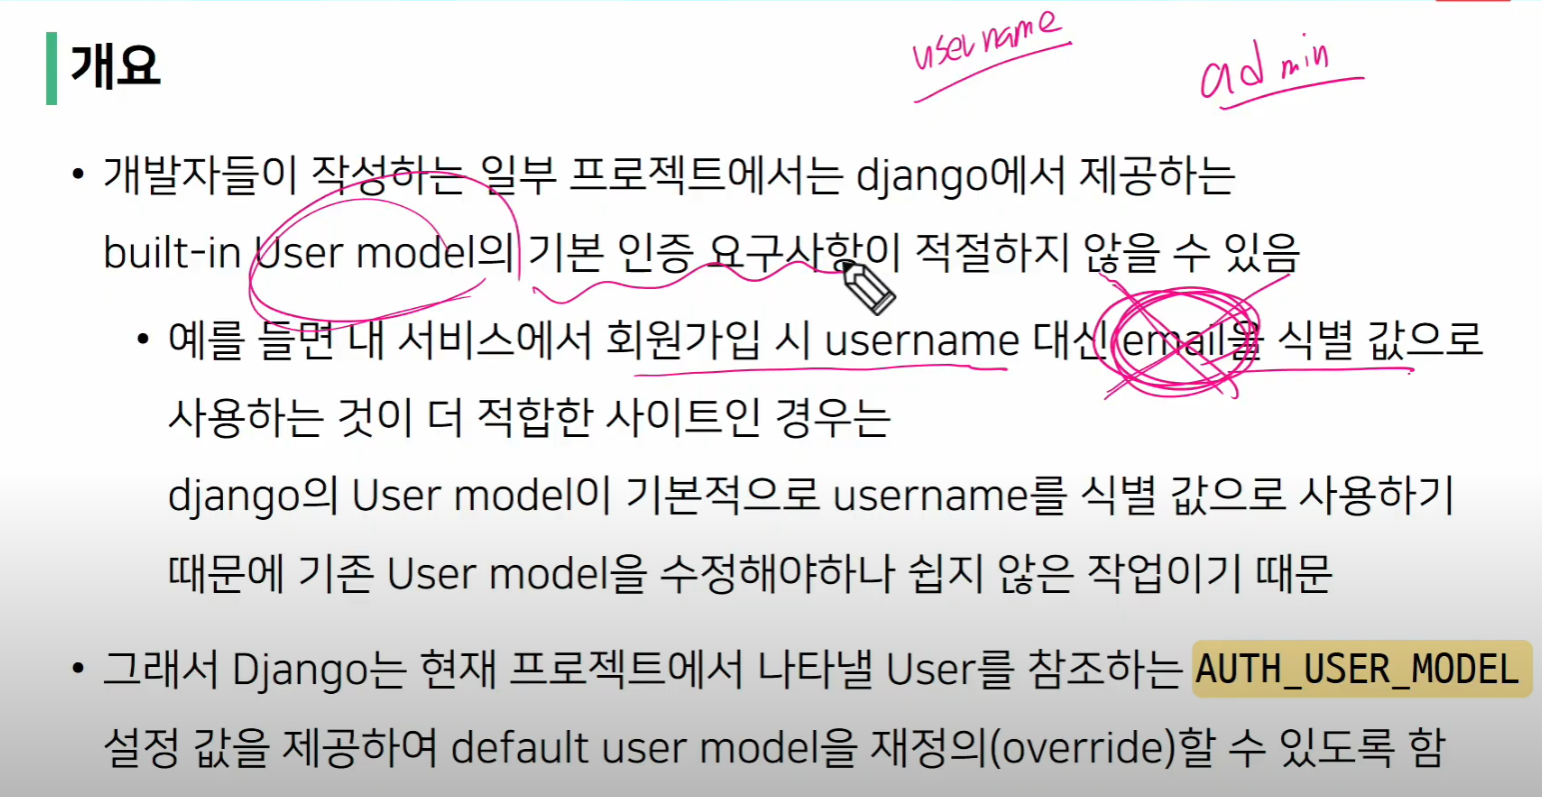 username
admin
개요
• 개발자들이 작성하는 일부 프로젝트에서는 django에서 제공하는
built-in User model의 기본 인증 요구사항이 적절하지 않을 수 있음
• 예를 들면 내 서비스에서 회원가입 시 username 대신 email을 식별 값으로
사용하는 것이 더 적합한 사이트인 경우는
django의 User model이 기본적으로 username를 식별 값으로 사용하기
때문에 기존 User model을 수정해야하나 쉽지 않은 작업이기 때문
• 그래서 Django는 현재 프로젝트에서 나타낼 User를 참조하는 AUTH_USER_MODEL
설정 값을 제공하여 default user model을 재정의(override)할 수 있도록 함